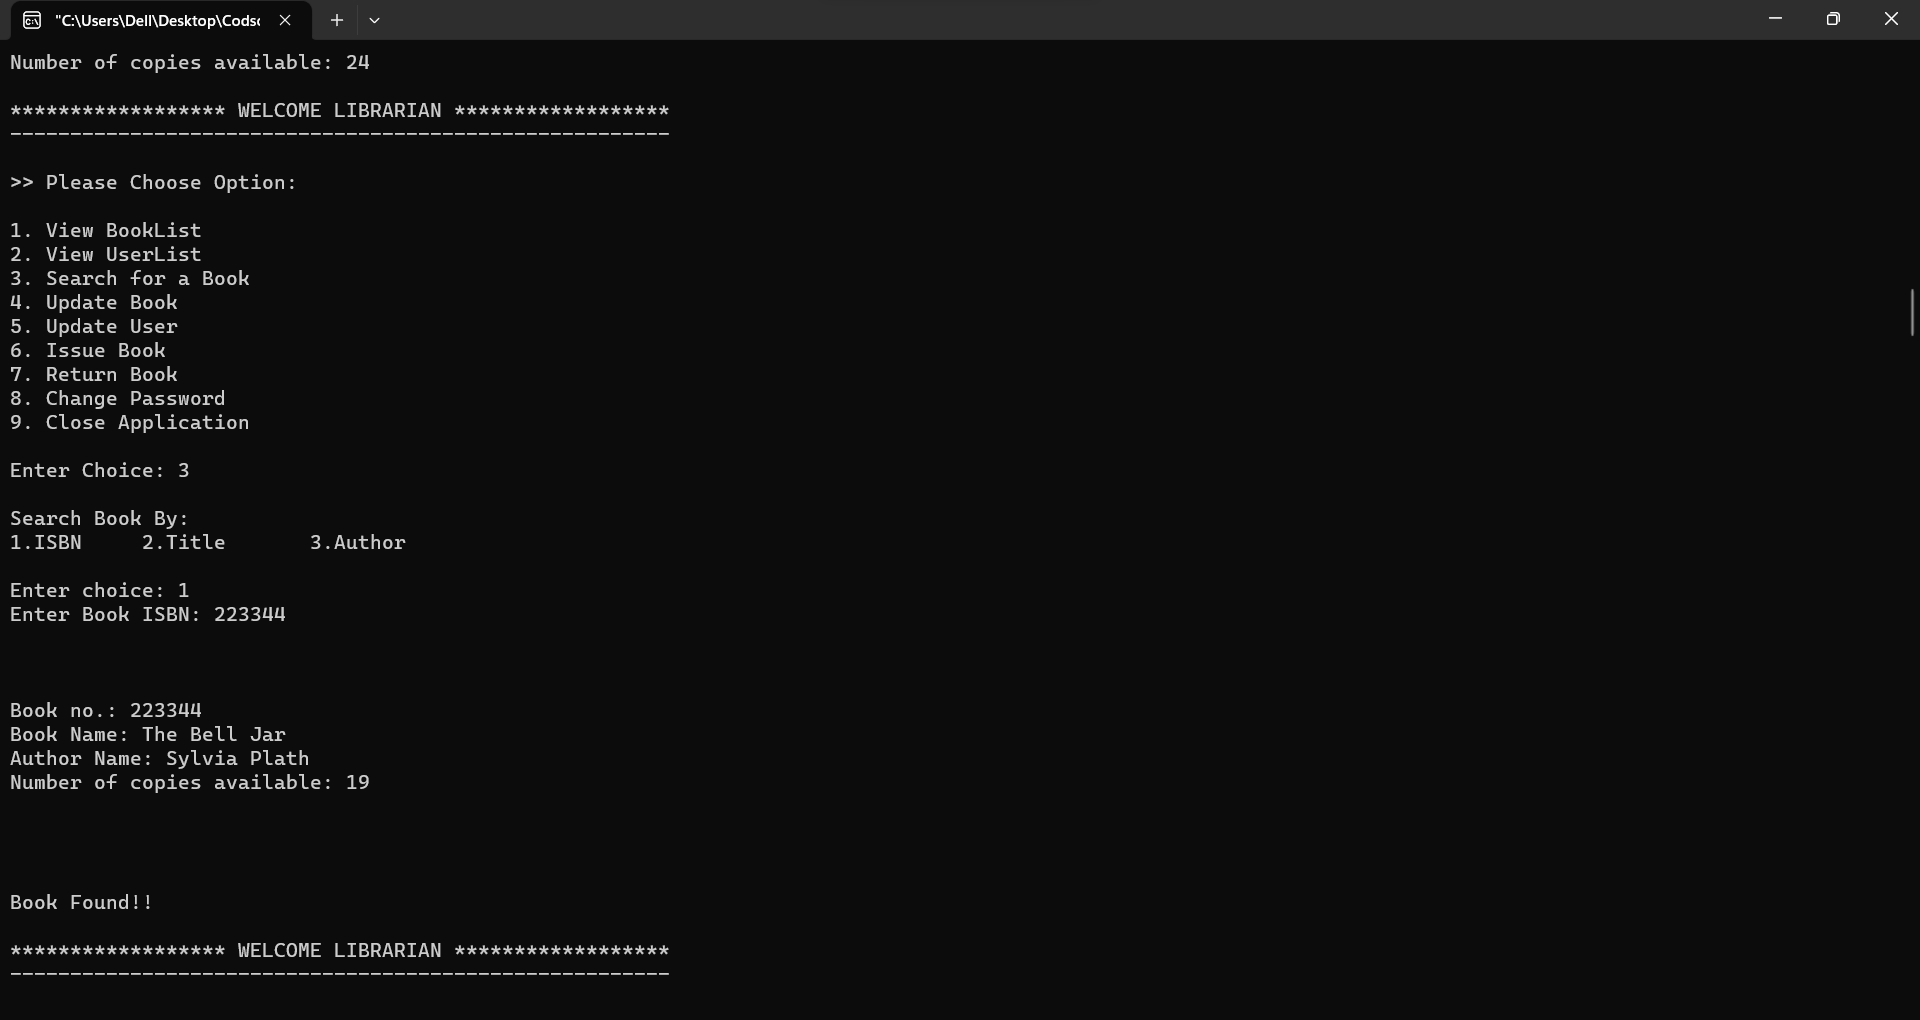 "C:\Users\Dell\Desktop\Codsc
Number of copies available: 24
****************** WELCOME LIBRARIAN ******************
-------------------------------------------------------
>> Please Choose Option:
1. View BookList
2. View UserList
3. Search for a Book
4. Update Book
5. Update User
6. Issue Book
7. Return Book
8. Change Password
9. Close Application
Enter Choice: 3
Search Book By:
1.ISBN     2.Title       3.Author
Enter choice: 1
Enter Book ISBN: 223344
Book no.: 223344
Book Name: The Bell Jar
Author Name: Sylvia Plath
Number of copies available: 19
Book Found!!
****************** WELCOME LIBRARIAN ******************
-------------------------------------------------------